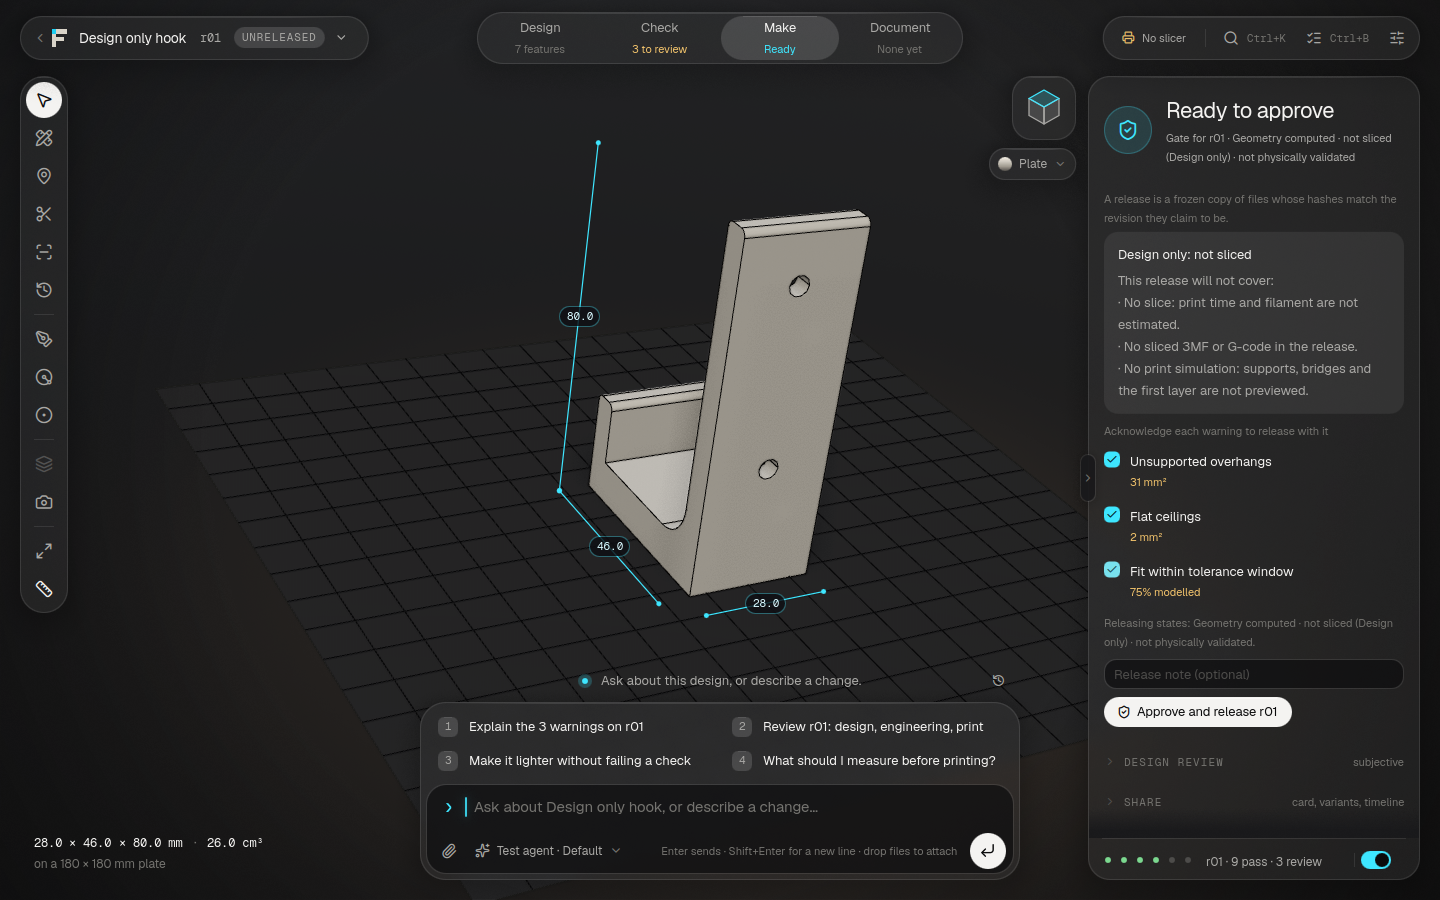 Design only hook r01 UNRELEASED
Design
7 features
Check
3 to review
Make
Ready
Document
None yet
No slicer
Ctrl+K
Ctrl+B
Plate
80.0
46.0
28.0
Ready to approve
Gate for r01 · Geometry computed · not sliced
(Design only) · not physically validated
A release is a frozen copy of files whose hashes match the
revision they claim to be.
Design only: not sliced
This release will not cover:
· No slice: print time and filament are not
estimated.
· No sliced 3MF or G-code in the release.
· No print simulation: supports, bridges and
the first layer are not previewed.
Acknowledge each warning to release with it
Unsupported overhangs
31 mm²
Flat ceilings
2 mm²
Fit within tolerance window
75% modelled
Releasing states: Geometry computed · not sliced (Design
only) · not physically validated.
Release note (optional)
Approve and release r01
DESIGN REVIEW subjective
SHARE card, variants, timeline
r01 · 9 pass · 3 review
Ask about this design, or describe a change.
1 Explain the 3 warnings on r01
2 Review r01: design, engineering, print
3 Make it lighter without failing a check
4 What should I measure before printing?
Ask about Design only hook, or describe a change...
Test agent · Default
Enter sends · Shift+Enter for a new line · drop files to attach
28.0 × 46.0 × 80.0 mm · 26.0 cm³
on a 180 × 180 mm plate